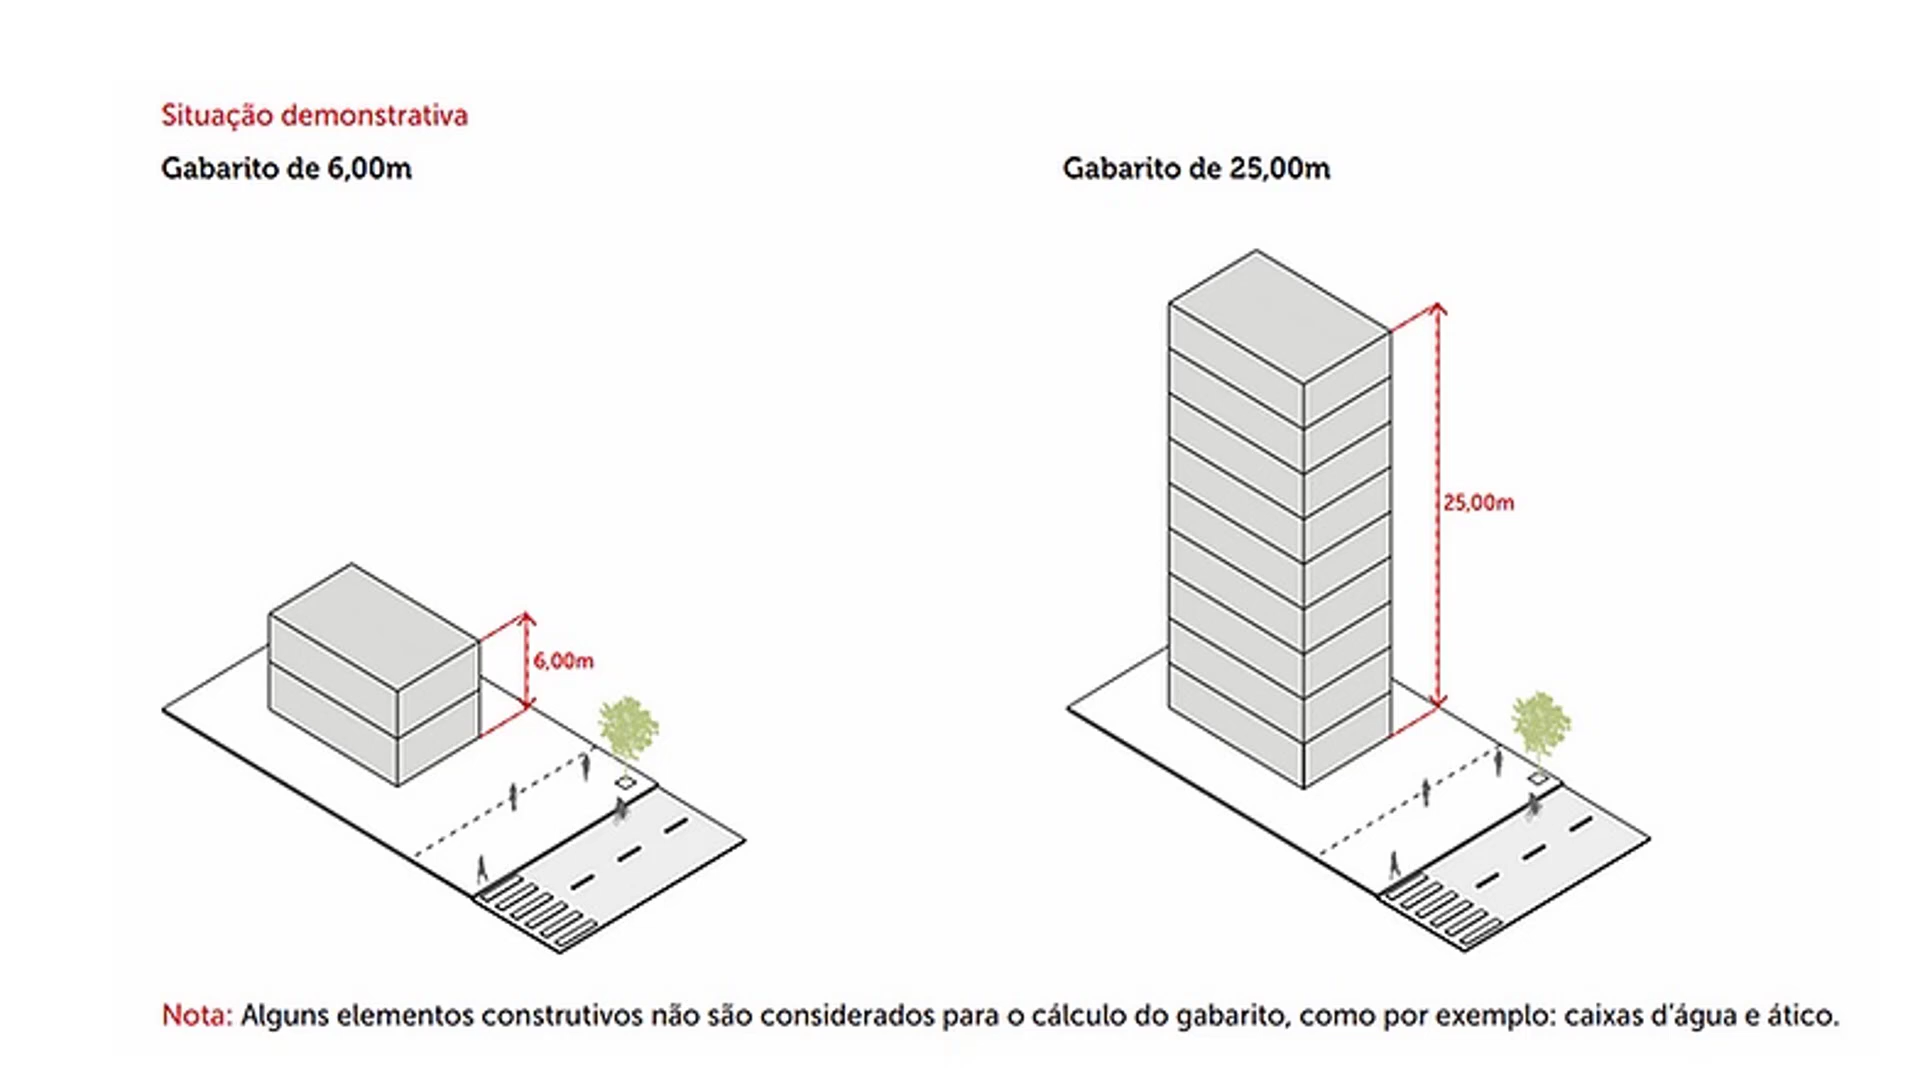 Situação demonstrativa
Gabarito de 6,00m
Gabarito de 25,00m
25,00m
6,00m
Nota: Alguns elementos construtivos não são considerados para o cálculo do gabarito, como por exemplo: caixas d'água e ático.